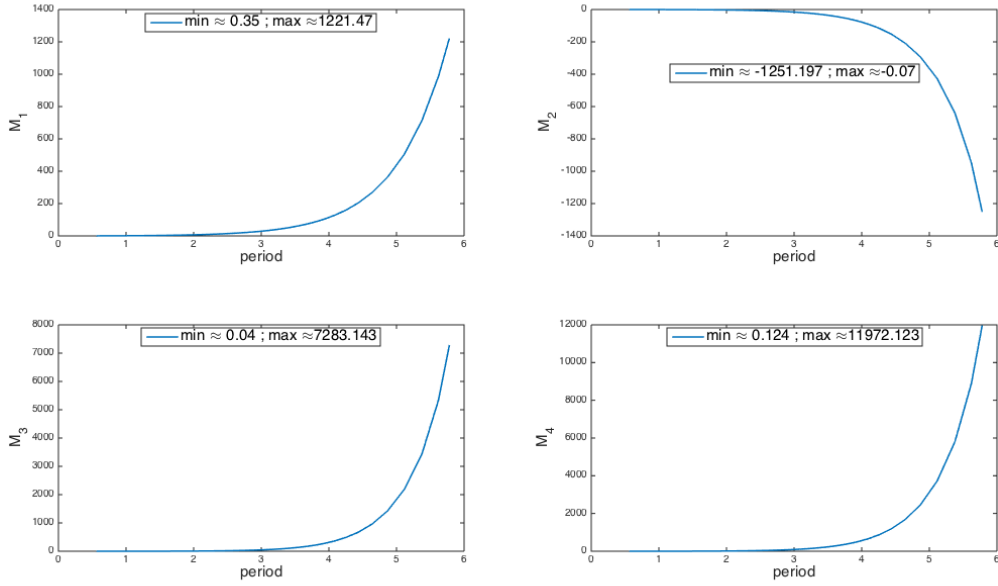 1400
1200
1000
800
600
400
200
0
M1
min ≈ 0.35 ; max ≈1221.47
0 1 2 3 4 5 6
period
0
-200
-400
-600
-800
-1000
-1200
-1400
M2
min ≈ -1251.197 ; max ≈-0.07
0 1 2 3 4 5 6
period
8000
7000
6000
5000
4000
3000
2000
1000
0
M3
min ≈ 0.04 ; max ≈7283.143
0 1 2 3 4 5 6
period
12000
10000
8000
6000
4000
2000
0
M4
min ≈ 0.124 ; max ≈11972.123
0 1 2 3 4 5 6
period